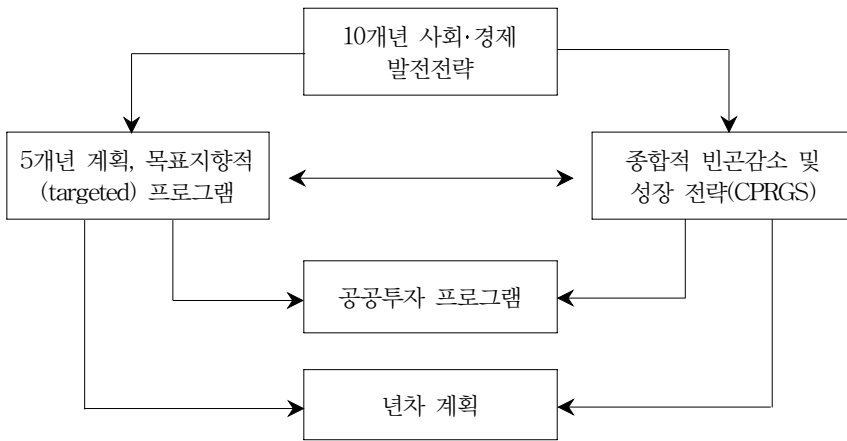 10개년 사회·경제
발전전략
5개년 계획, 목표지향적
(targeted) 프로그램
종합적 빈곤감소 및
성장 전략(CPRGS)
공공투자 프로그램
년차 계획